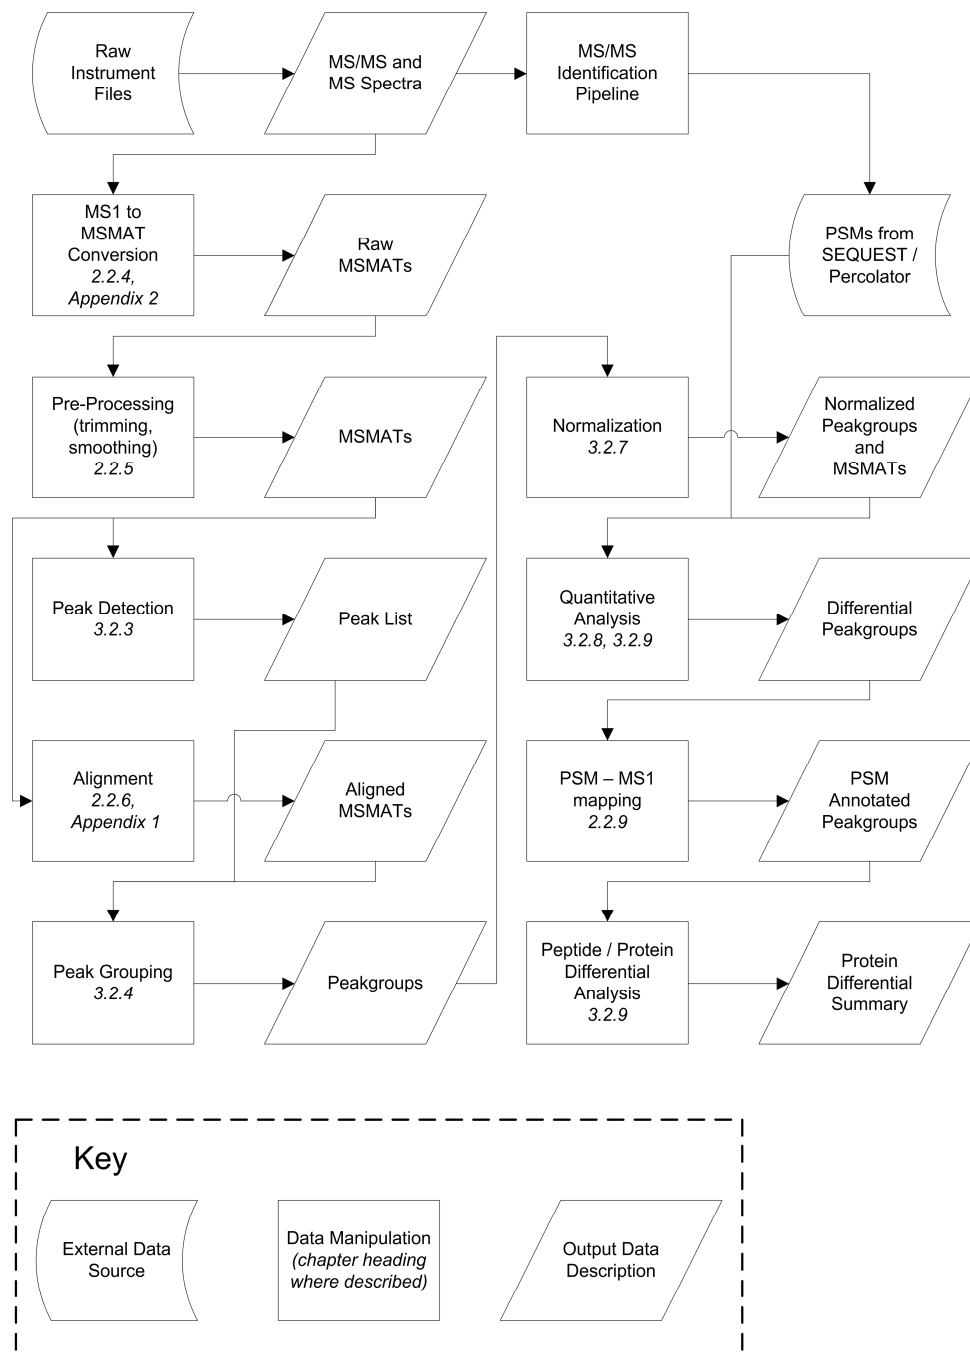 Raw
Instrument
Files
MS/MS and
MS Spectra
MS/MS
Identification
Pipeline
MS1 to
MSMAT
Conversion
2.2.4,
Appendix 2
Raw
MSMATs
PSMs from
SEQUEST /
Percolator
Pre-Processing
(trimming,
smoothing)
2.2.5
MSMATs
Normalization
3.2.7
Normalized
Peakgroups
and
MSMATs
Peak Detection
3.2.3
Peak List
Quantitative
Analysis
3.2.8, 3.2.9
Differential
Peakgroups
Alignment
2.2.6,
Appendix 1
Aligned
MSMATs
PSM – MS1
mapping
2.2.9
PSM
Annotated
Peakgroups
Peak Grouping
3.2.4
Peakgroups
Peptide / Protein
Differential
Analysis
3.2.9
Protein
Differential
Summary
Key
External Data
Source
Data Manipulation
(chapter heading
where described)
Output Data
Description